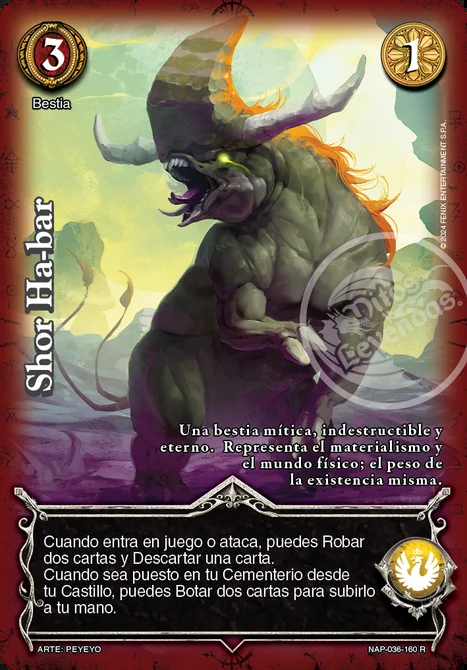 3
1
Bestia
Shor Ha-bar
© 2024 FENIX ENTERTAINMENT S.P.A.
Mitos
Leyendas
Una bestia mítica, indestructible y
eterno. Representa el materialismo y
el mundo físico; el peso de
la existencia misma.
Cuando entra en juego o ataca, puedes Robar
dos cartas y Descartar una carta.
Cuando sea puesto en tu Cementerio desde
tu Castillo, puedes Botar dos cartas para subirlo
a tu mano.
ARTE: PEYEYO
NAP-036-160 R